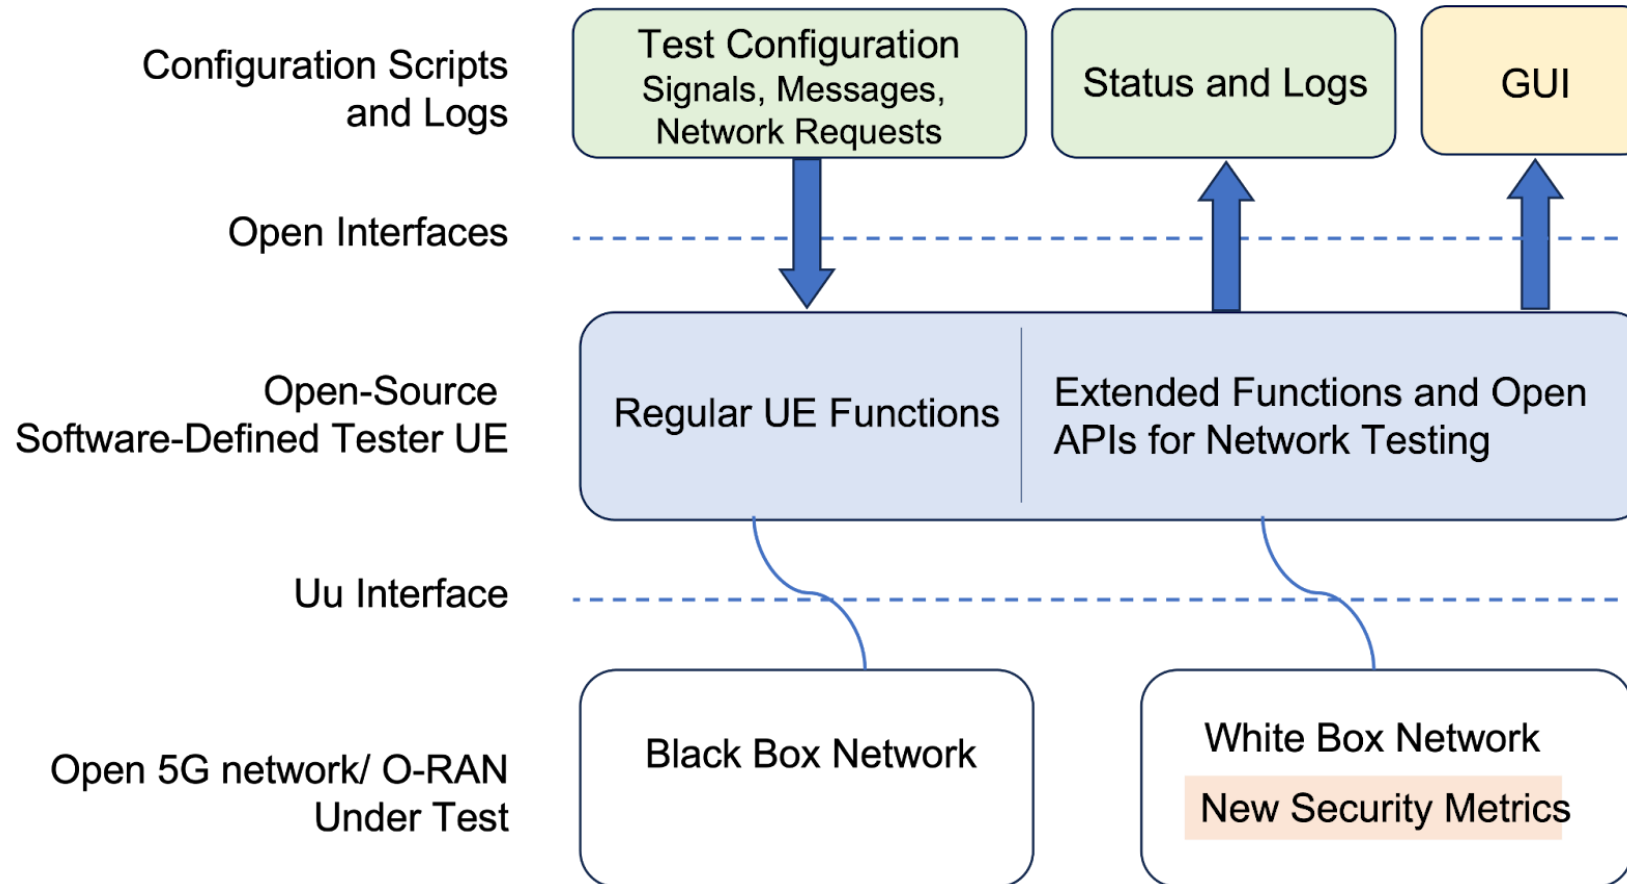 Configuration Scripts
and Logs
Test Configuration
Signals, Messages,
Network Requests
Status and Logs
GUI
Open Interfaces
Open-Source
Software-Defined Tester UE
Regular UE Functions
Extended Functions and Open
APIs for Network Testing
Uu Interface
Open 5G network/ O-RAN
Under Test
Black Box Network
White Box Network
New Security Metrics